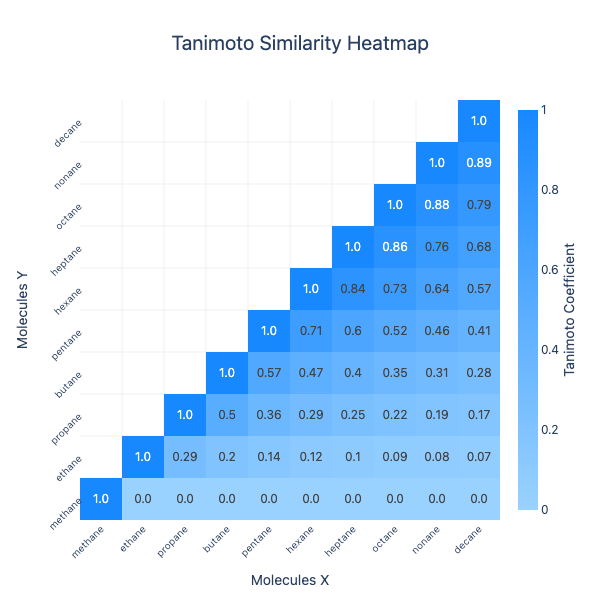 Tanimoto Similarity Heatmap
Molecules Y
decane 1.0
nonane 1.0 0.89
octane 1.0 0.88 0.79
heptane 1.0 0.86 0.76 0.68
hexane 1.0 0.84 0.73 0.64 0.57
pentane 1.0 0.71 0.6 0.52 0.46 0.41
butane 1.0 0.57 0.47 0.4 0.35 0.31 0.28
propane 1.0 0.5 0.36 0.29 0.25 0.22 0.19 0.17
ethane 1.0 0.29 0.2 0.14 0.12 0.1 0.09 0.08 0.07
methane 1.0 0.0 0.0 0.0 0.0 0.0 0.0 0.0 0.0 0.0
methane ethane propane butane pentane hexane heptane octane nonane decane
Molecules X
1
0.8
0.6
0.4
0.2
0
Tanimoto Coefficient